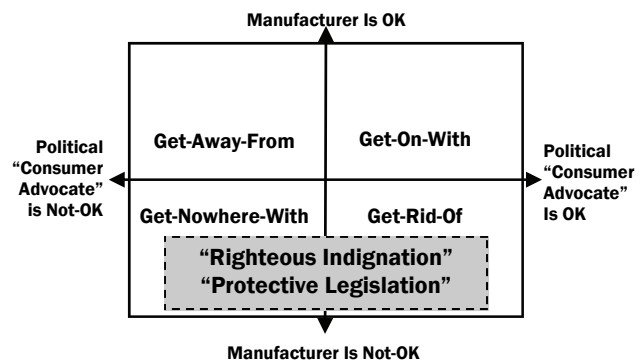 Manufacturer Is OK
Get-Away-From
Get-On-With
Political
“Consumer
Advocate”
is Not-OK
Political
“Consumer
Advocate”
Is OK
Get-Nowhere-With
Get-Rid-Of
“Righteous Indignation”
“Protective Legislation”
Manufacturer Is Not-OK